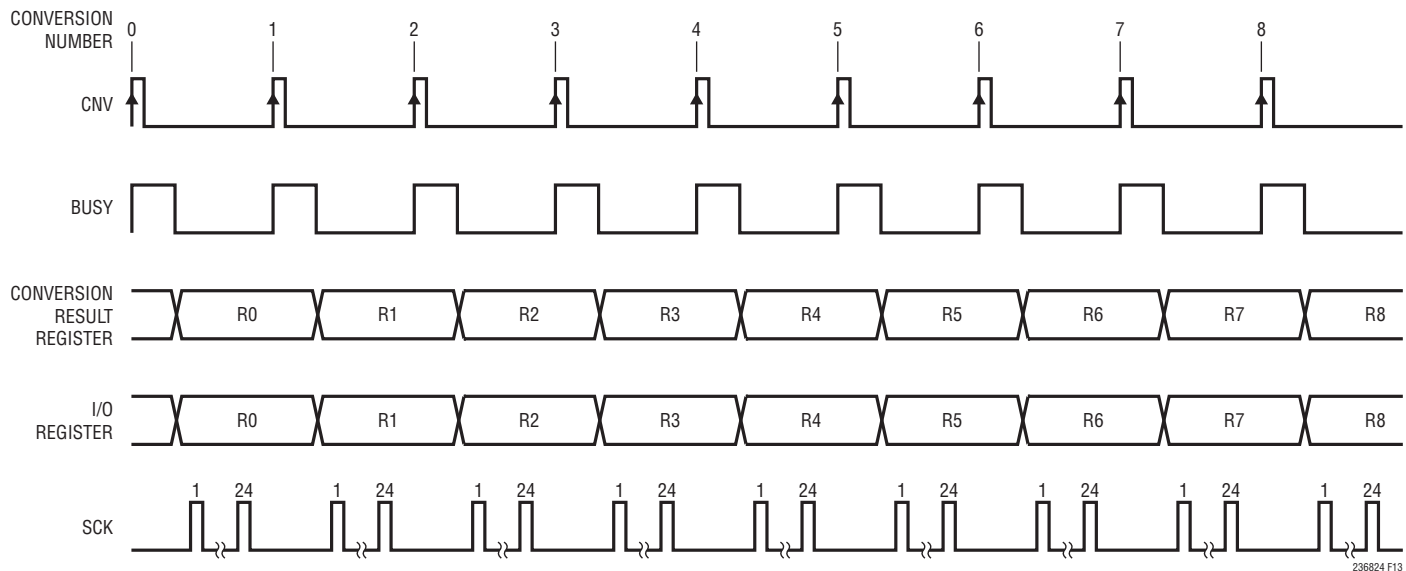 CONVERSION
NUMBER
0 1 2 3 4 5 6 7 8
CNV
BUSY
CONVERSION
RESULT
REGISTER
R0 R1 R2 R3 R4 R5 R6 R7 R8
I/O
REGISTER
R0 R1 R2 R3 R4 R5 R6 R7 R8
1 24 1 24 1 24 1 24 1 24 1 24 1 24 1 24 1 24
SCK
236824 F13